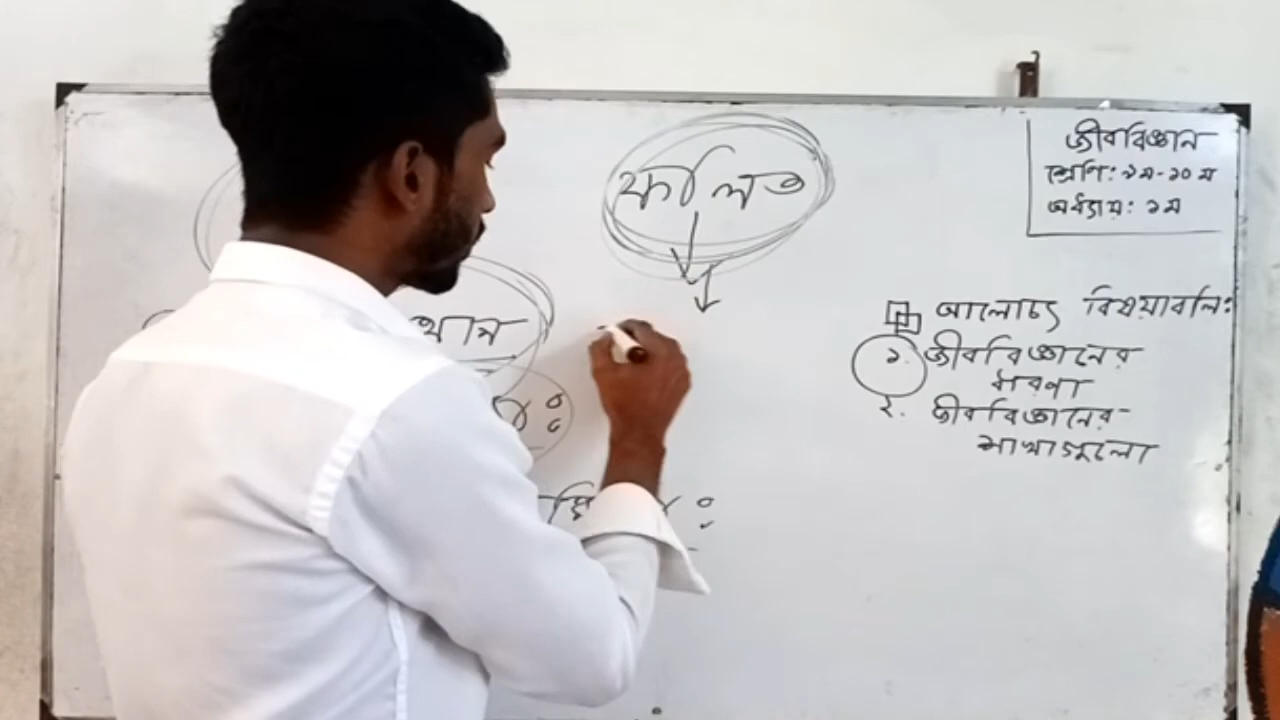 ফলিত
জীববিজ্ঞান
শ্রেণি: ৯ম-১০ম
অধ্যায়: ১ম
আলোচ্য বিষয়াবলি:
১. জীববিজ্ঞানের
ধারণা
২. জীববিজ্ঞানের
শাখাগুলো